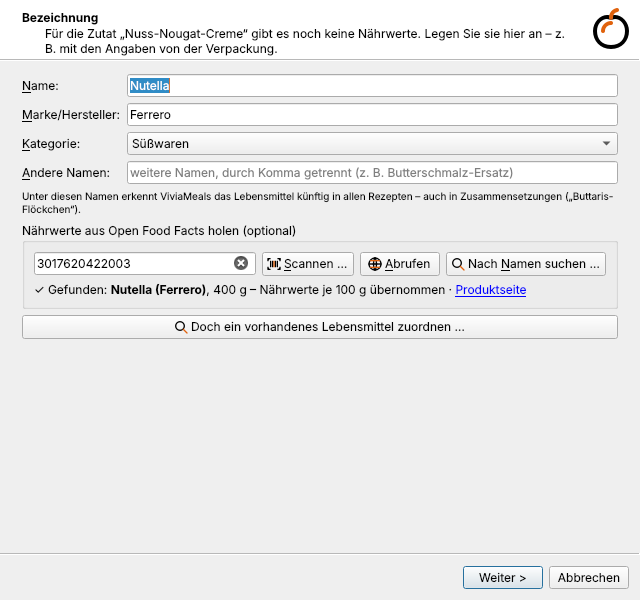 Bezeichnung
Für die Zutat „Nuss-Nougat-Creme“ gibt es noch keine Nährwerte. Legen Sie sie hier an – z.
B. mit den Angaben von der Verpackung.
Name:
Nutella
Marke/Hersteller:
Ferrero
Kategorie:
Süßwaren
Andere Namen:
weitere Namen, durch Komma getrennt (z. B. Butterschmalz-Ersatz)
Unter diesen Namen erkennt ViviaMeals das Lebensmittel künftig in allen Rezepten – auch in Zusammensetzungen („Buttaris-
Flöckchen“).
Nährwerte aus Open Food Facts holen (optional)
3017620422003
Scannen ...
Abrufen
Nach Namen suchen ...
✓ Gefunden: Nutella (Ferrero), 400 g – Nährwerte je 100 g übernommen · Produktseite
Doch ein vorhandenes Lebensmittel zuordnen ...
Weiter >
Abbrechen